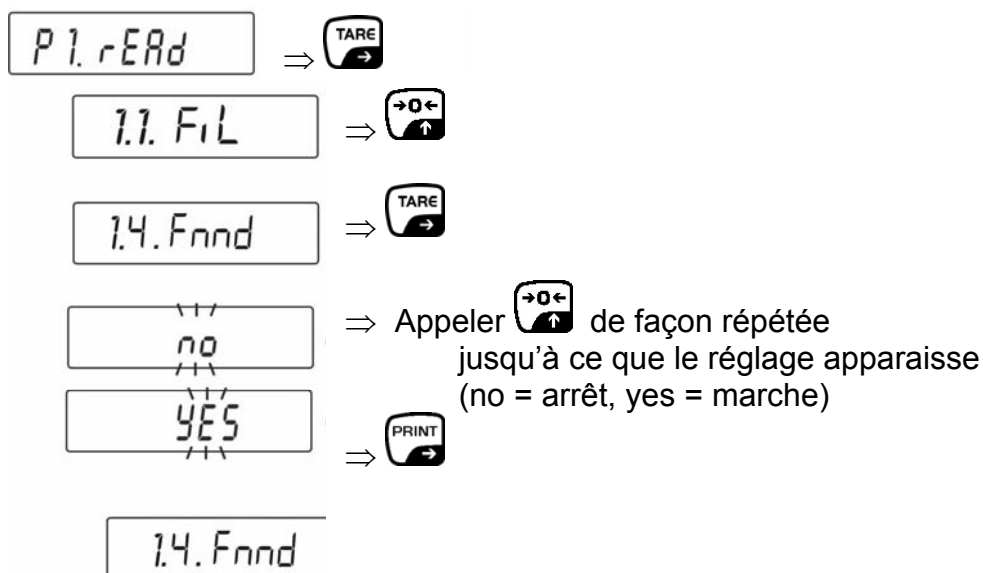 P1. rEAd ⇒ TARE →
1.1. FiL ⇒ →0← ↑
1.4. Fnnd ⇒ TARE →
no ⇒ Appeler →0← ↑ de façon répétée
jusqu'à ce que le réglage apparaisse
YES (no = arrêt, yes = marche)
⇒ PRINT →
1.4. Fnnd